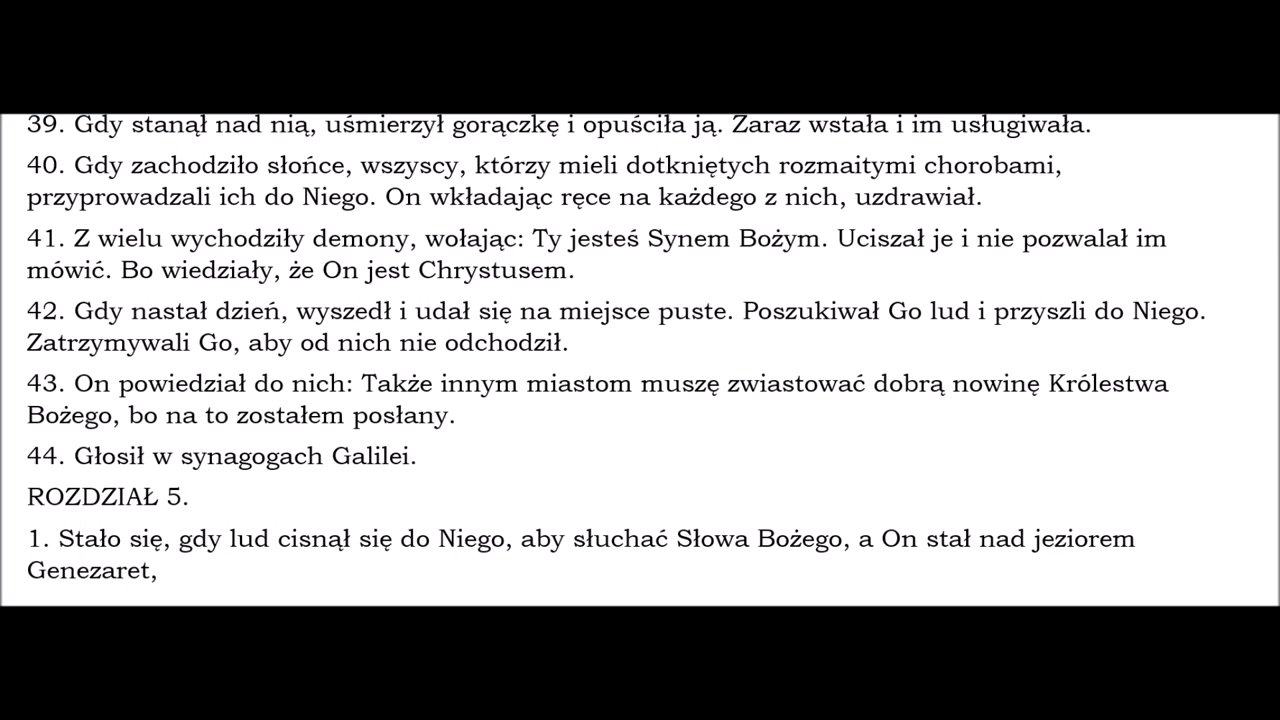 39. Gdy stanął nad nią, uśmierzył gorączkę i opuściła ją. Zaraz wstała i im usługiwała.
40. Gdy zachodziło słońce, wszyscy, którzy mieli dotkniętych rozmaitymi chorobami,
przyprowadzali ich do Niego. On wkładając ręce na każdego z nich, uzdrawiał.
41. Z wielu wychodziły demony, wołając: Ty jesteś Synem Bożym. Uciszał je i nie pozwalał im
mówić. Bo wiedziały, że On jest Chrystusem.
42. Gdy nastał dzień, wyszedł i udał się na miejsce puste. Poszukiwał Go lud i przyszli do Niego.
Zatrzymywali Go, aby od nich nie odchodził.
43. On powiedział do nich: Także innym miastom muszę zwiastować dobrą nowinę Królestwa
Bożego, bo na to zostałem posłany.
44. Głosił w synagogach Galilei.
ROZDZIAŁ 5.
1. Stało się, gdy lud cisnął się do Niego, aby słuchać Słowa Bożego, a On stał nad jeziorem
Genezaret,